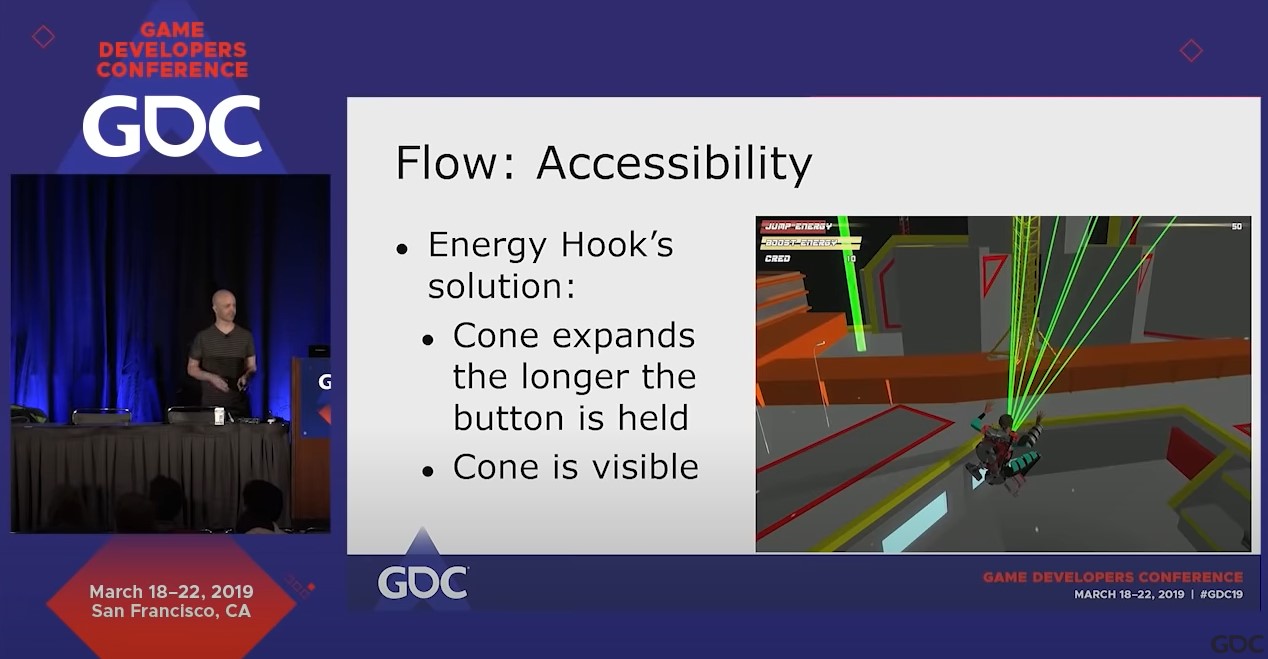 GAME
DEVELOPERS
CONFERENCE
GDC
Flow: Accessibility
Energy Hook's
solution:
Cone expands
the longer the
button is held
Cone is visible
JUMP-ENERGY
BOOST-ENERGY
CRED 10
50
G
March 18–22, 2019
San Francisco, CA
GDC
GAME DEVELOPERS CONFERENCE
MARCH 18–22, 2019 | #GDC19
GDC